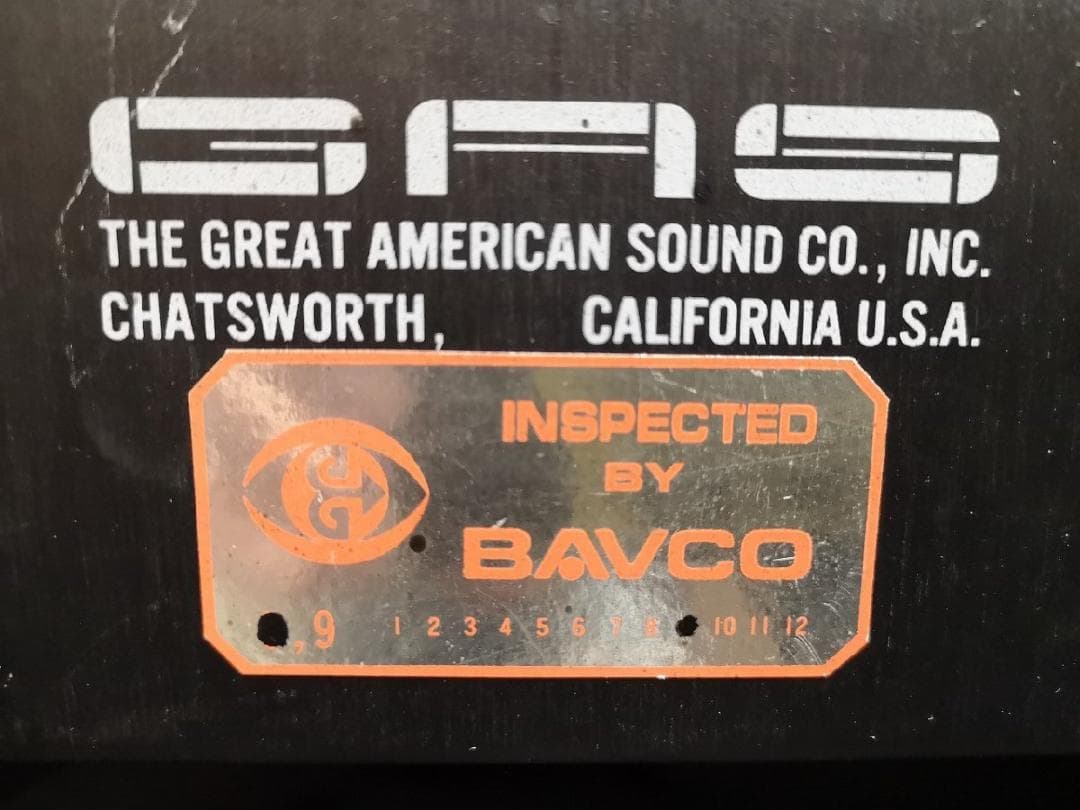 GAS
THE GREAT AMERICAN SOUND CO., INC.
CHATSWORTH, CALIFORNIA U.S.A.
INSPECTED
BY
BAVCO
,9 1 2 3 4 5 6 7 8 10 11 12